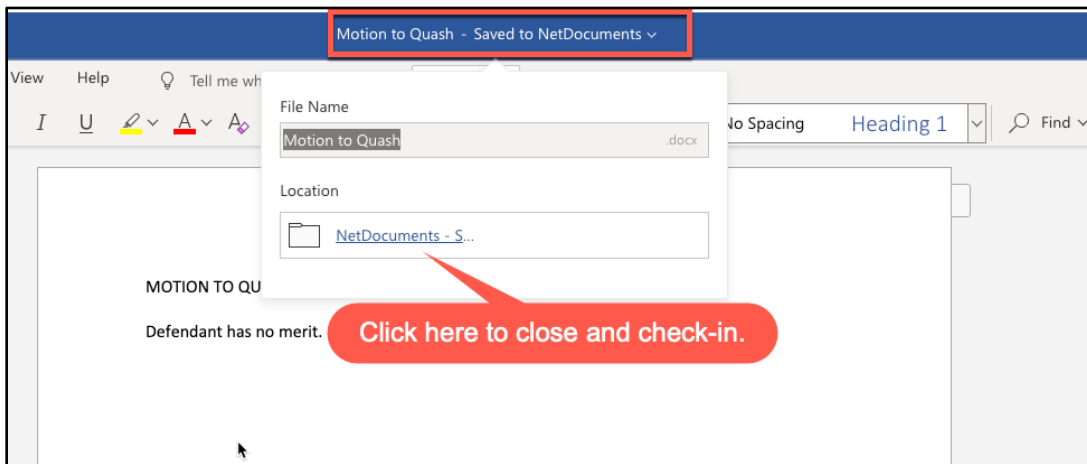 Motion to Quash - Saved to NetDocuments
View Help Tell me wh
File Name
I U A A No Spacing Heading 1 Find
Motion to Quash .docx
Location
NetDocuments - S...
MOTION TO QU
Defendant has no merit.
Click here to close and check-in.